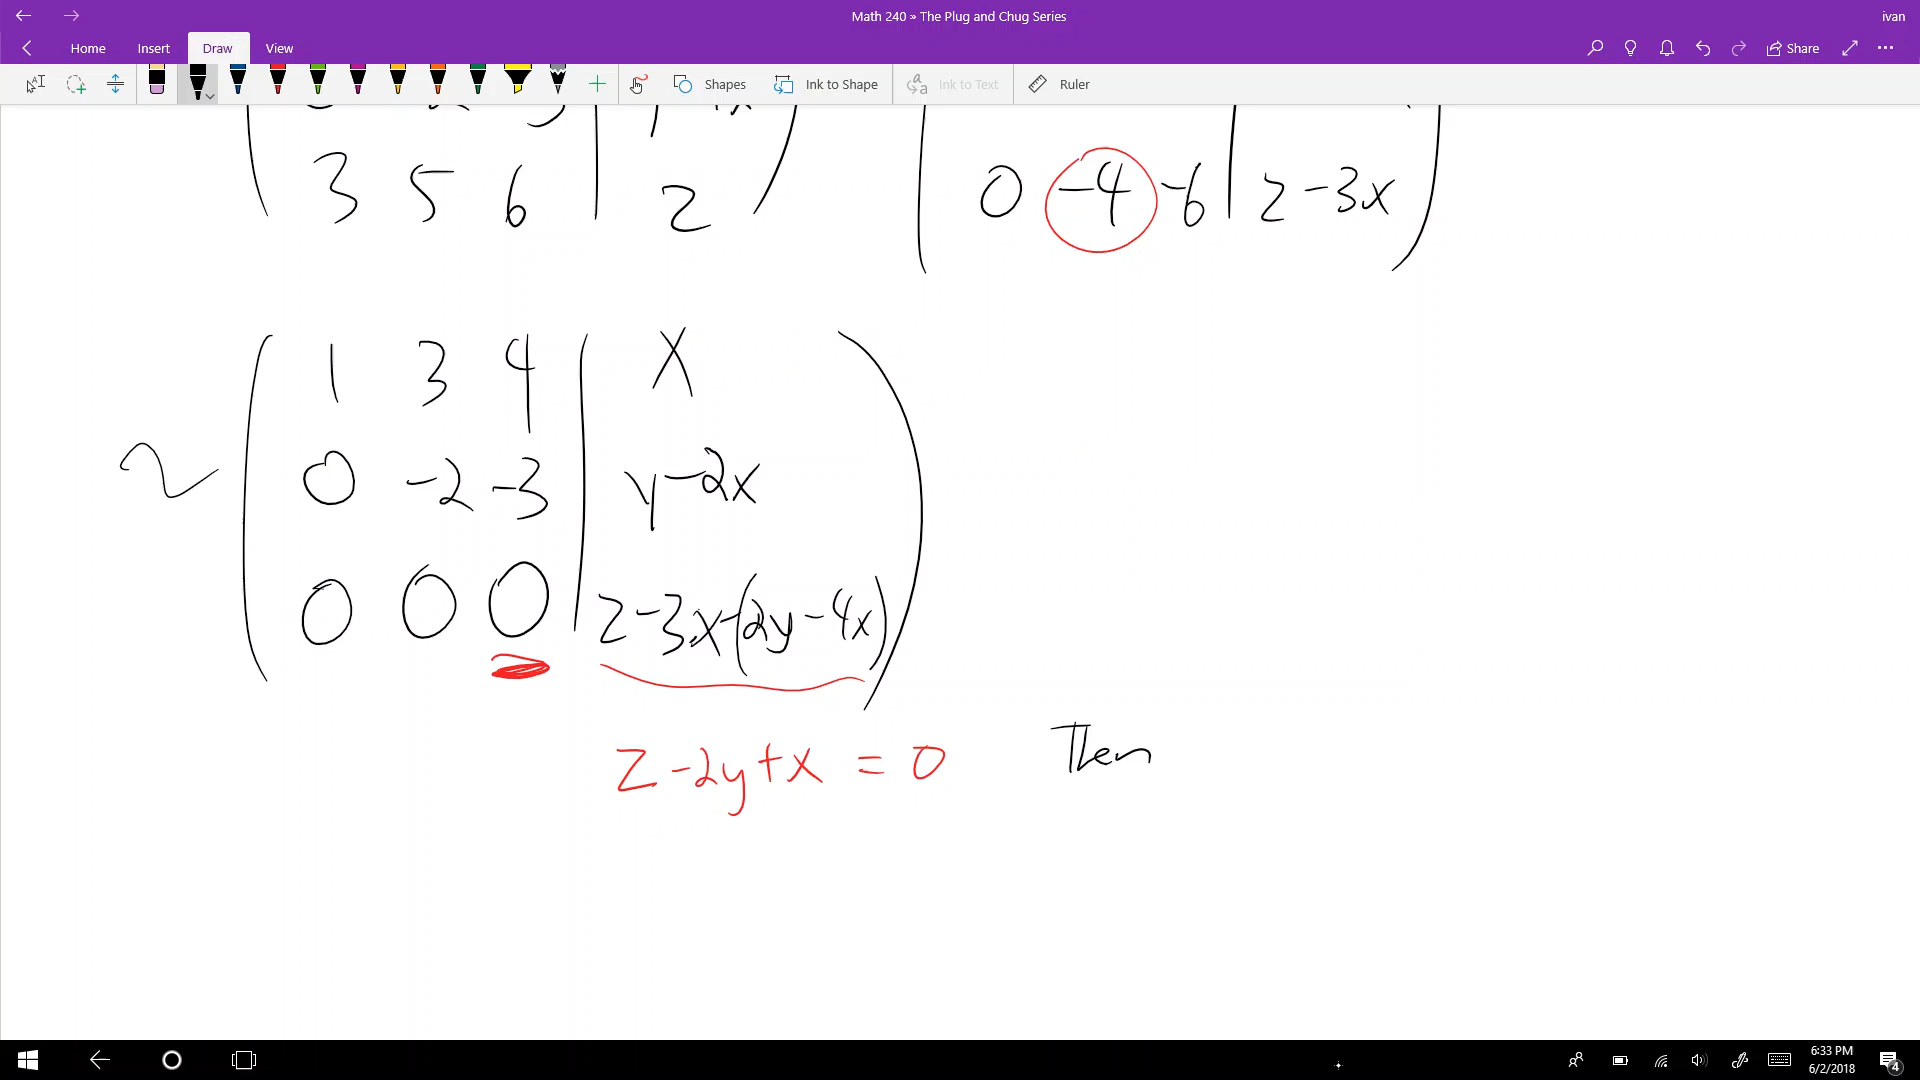 Math 240 » The Plug and Chug Series
ivan
Home Insert Draw View
Share
Shapes Ink to Shape Ink to Text Ruler
3 5 6 | z
0 -4 -6 | z -3x
~ ( 1 3 4 | x
0 -2 -3 | y -2x
0 0 0 | z -3x-(2y -4x) )
z -2y+x = 0 Then
6:33 PM
6/2/2018
4